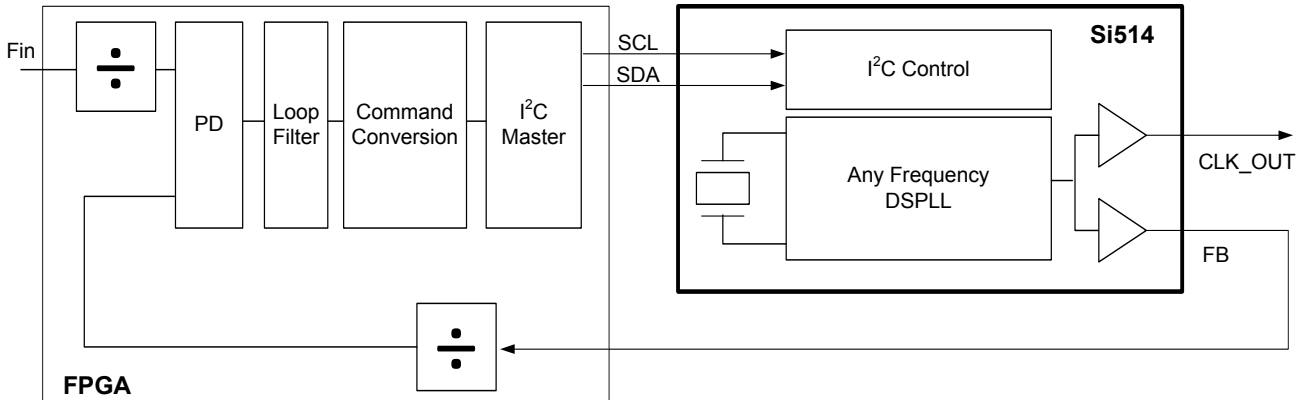 Fin
÷
PD
Loop
Filter
Command
Conversion
I²C
Master
SCL
SDA
Si514
I²C Control
Any Frequency
DSPLL
CLK_OUT
FB
÷
FPGA